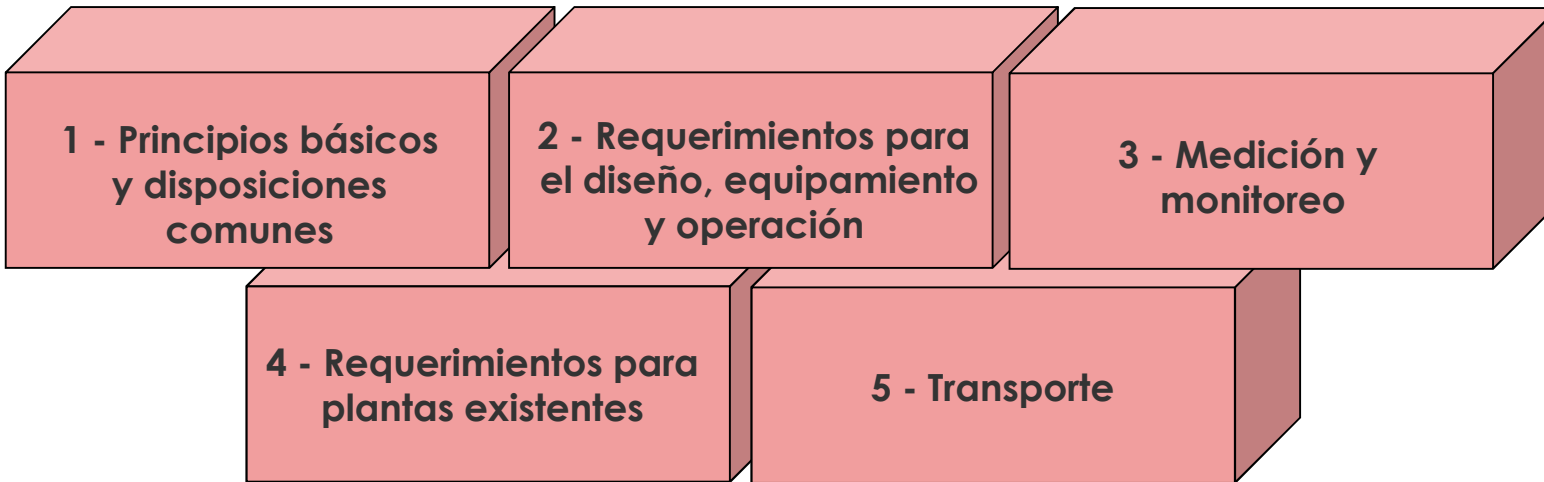 1 - Principios básicos
y disposiciones
comunes
2 - Requerimientos para
el diseño, equipamiento
y operación
3 - Medición y
monitoreo
4 - Requerimientos para
plantas existentes
5 - Transporte